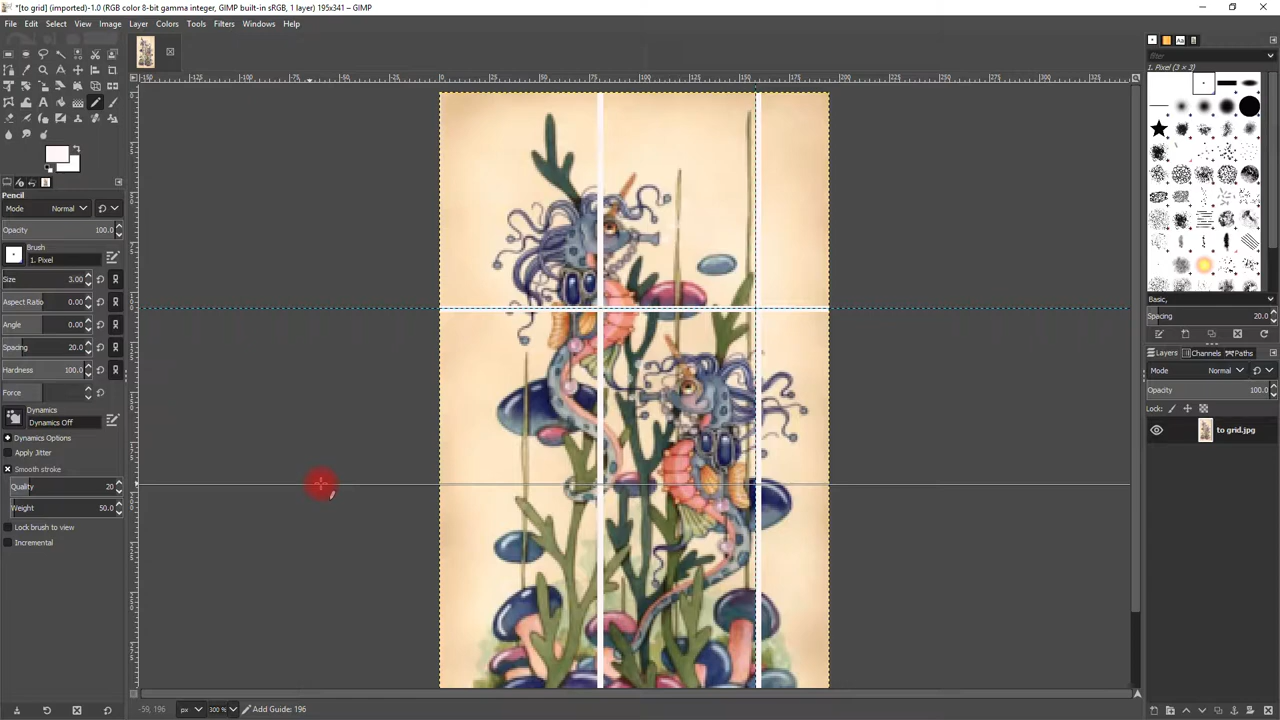 *[to grid] (imported)-1.0 (RGB color 8-bit gamma integer, GIMP built-in sRGB, 1 layer) 195x341 – GIMP
File Edit Select View Image Layer Colors Tools Filters Windows Help
filter
1. Pixel (3 × 3)
Pencil
Mode Normal
Opacity 100.0
Brush
1. Pixel
Size 3.00
Aspect Ratio 0.00
Angle 0.00
Spacing 20.0
Hardness 100.0
Force
Dynamics
Dynamics Off
Dynamics Options
Apply Jitter
Smooth stroke
Quality 20
Weight 50.0
Lock brush to view
Incremental
Basic,
Spacing 20.0
Layers Channels Paths
Mode Normal
Opacity 100.0
Lock:
to grid.jpg
-59, 196 px 300 % Add Guide: 196